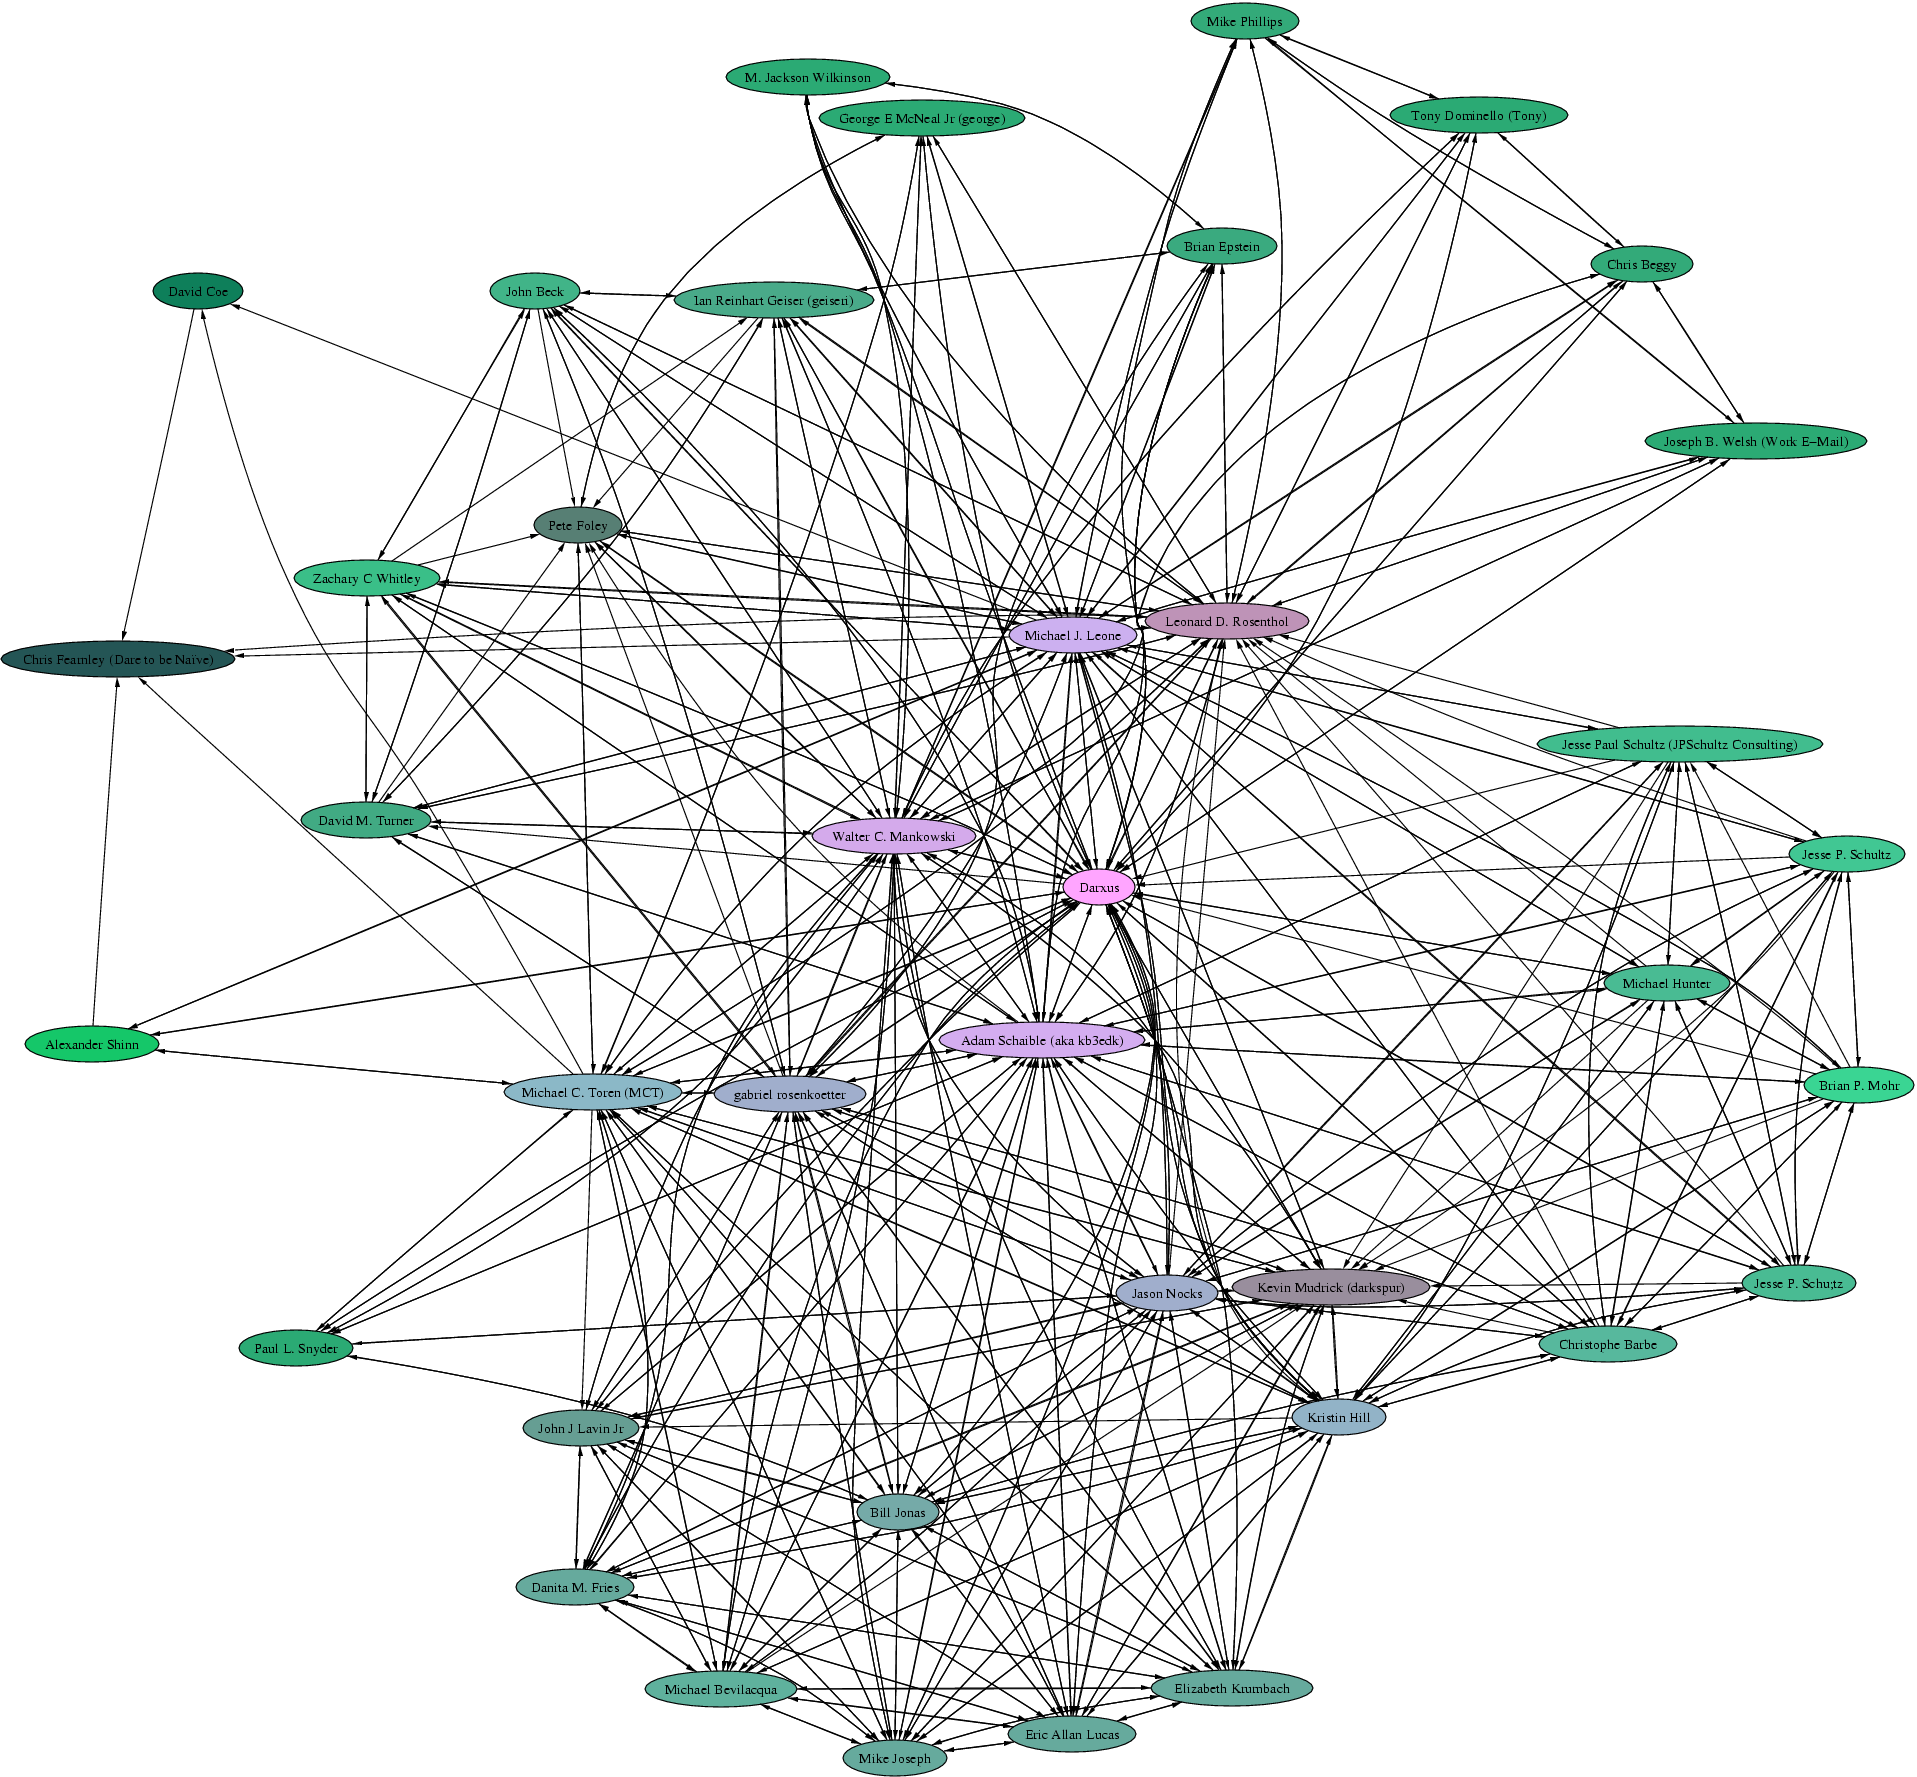 Mike Phillips
M. Jackson Wilkinson
George E McNeal Jr (george)
Tony Dominello (Tony)
Brian Epstein
Chris Beggy
David Coe
John Beck
Ian Reinhart Geiser (geiseri)
Joseph B. Welsh (Work E–Mail)
Pete Foley
Zachary C Whitley
Leonard D. Rosenthol
Michael J. Leone
Chris Fearnley (Dare to be Naïve)
Jesse Paul Schultz (JPSchultz Consulting)
David M. Turner
Walter C. Mankowski
Jesse P. Schultz
Darxus
Michael Hunter
Alexander Shinn
Adam Schaible (aka kb3edk)
Brian P. Mohr
Michael C. Toren (MCT)
gabriel rosenkoetter
Jesse P. Schu;tz
Jason Nocks
Kevin Mudrick (darkspur)
Paul L. Snyder
Christophe Barbe
Kristin Hill
John J Lavin Jr
Bill Jonas
Danita M. Fries
Michael Bevilacqua
Elizabeth Krumbach
Eric Allan Lucas
Mike Joseph